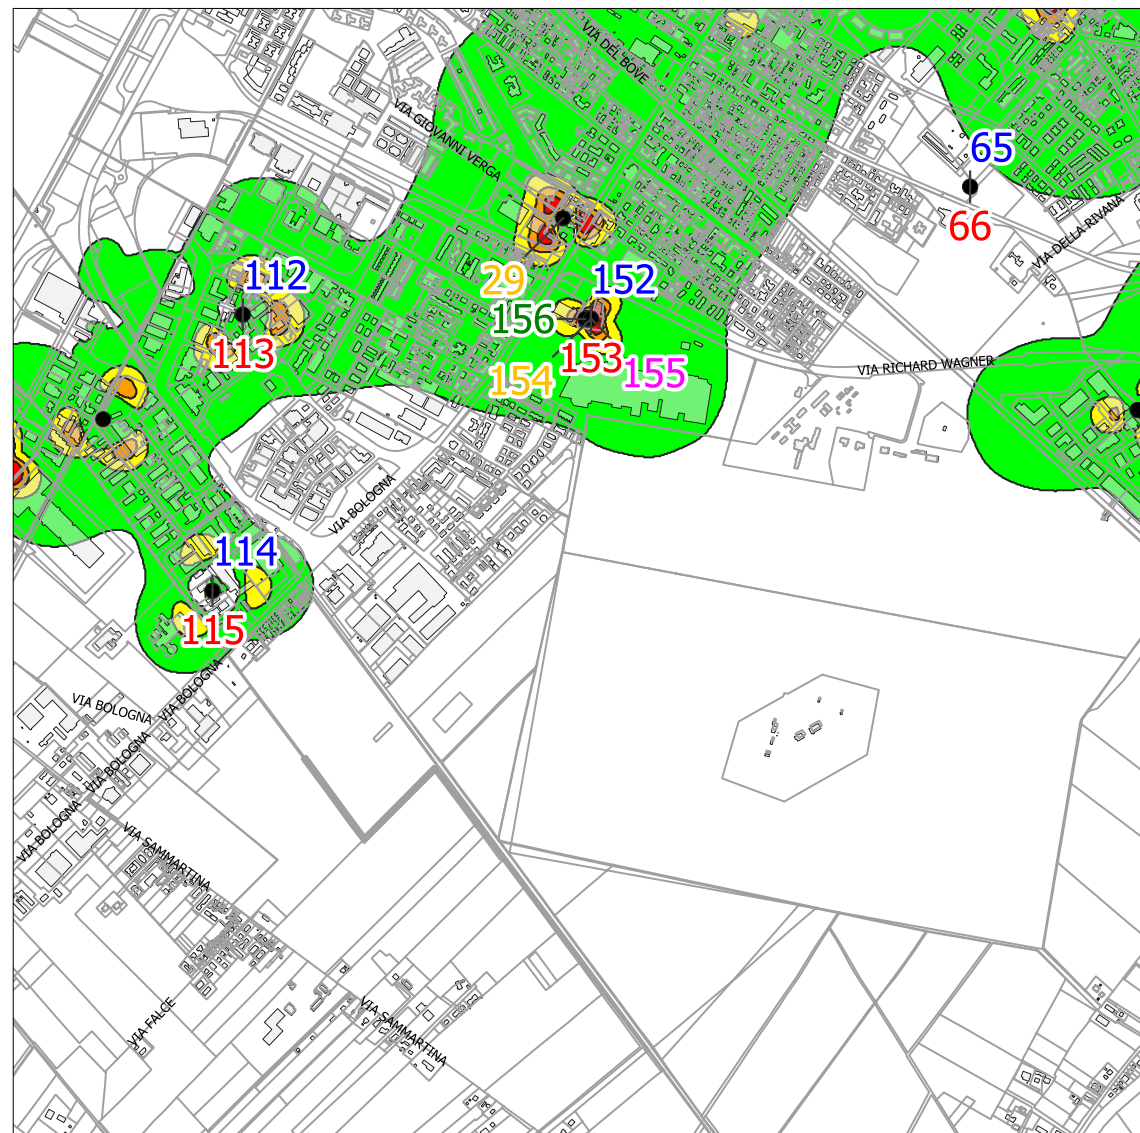 VIA DEL BOVE
VIA GIOVANNI VERGA
65
66
VIA DELLA RIVANA
112
29
152
156
113
153
155
154
VIA RICHARD WAGNER
VIA BOLOGNA
114
115
VIA BOLOGNA
VIA BOLOGNA
VIA BOLOGNA
VIA BOLOGNA
VIA SAMMARTINA
VIA FALCE
VIA SAMMARTINA